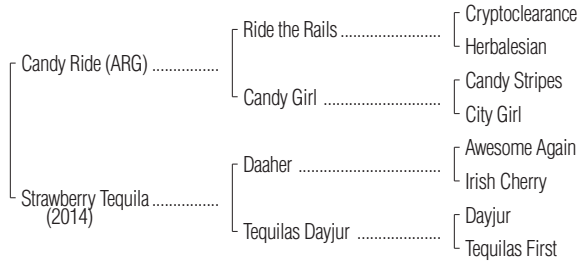 Cryptoclearance
Ride the Rails ........................
Herbalesian
Candy Ride (ARG) ................
Candy Stripes
Candy Girl ............................
City Girl
Awesome Again
Daaher ..................................
Irish Cherry
Strawberry Tequila ................
(2014)
Dayjur
Tequilas Dayjur ....................
Tequilas First